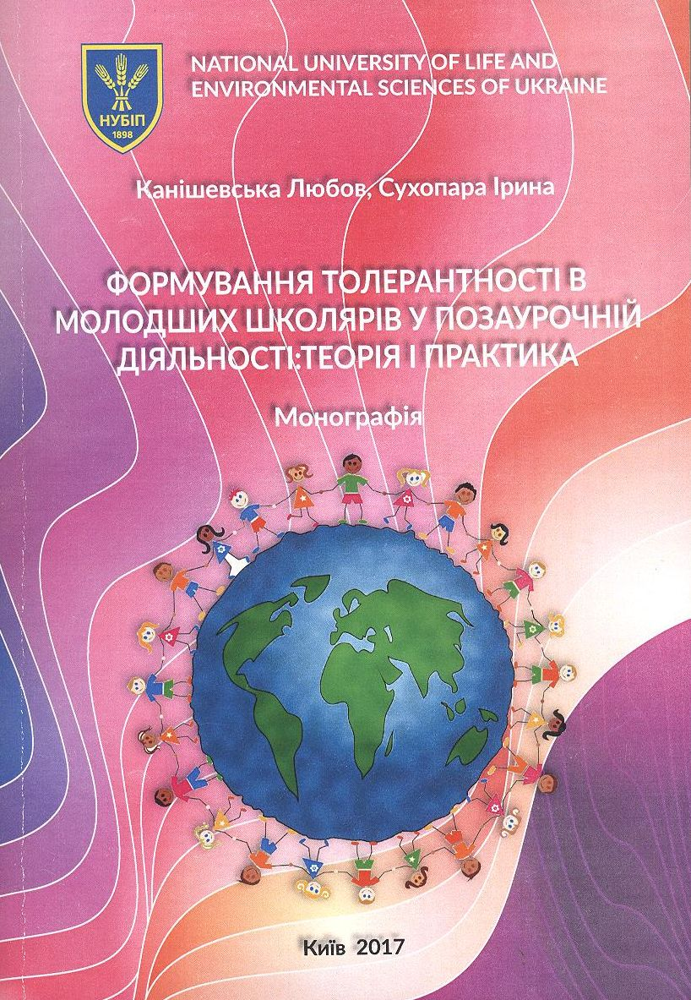 НУБІП
1898
NATIONAL UNIVERSITY OF LIFE AND
ENVIRONMENTAL SCIENCES OF UKRAINE
Канішевська Любов, Сухопара Ірина
ФОРМУВАННЯ ТОЛЕРАНТНОСТІ В
МОЛОДШИХ ШКОЛЯРІВ У ПОЗАУРОЧНІЙ
ДІЯЛЬНОСТІ:ТЕОРІЯ І ПРАКТИКА
Монографія
Київ 2017